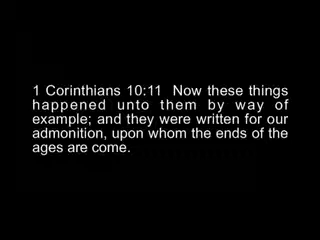 1 Corinthians 10:11  Now these things
happened unto them by way of
example; and they were written for our
admonition, upon whom the ends of the
ages are come.